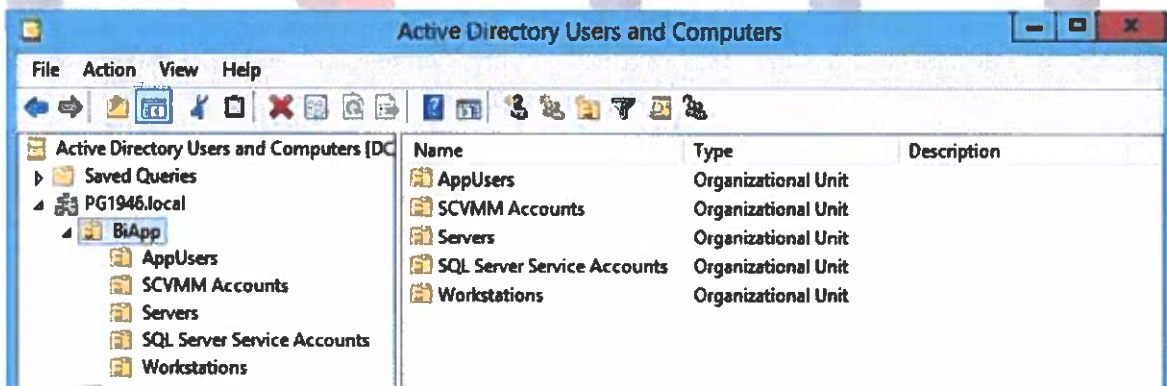 Active Directory Users and Computers
File Action View Help
Active Directory Users and Computers [DC
Saved Queries
PG1946.local
BiApp
AppUsers
SCVMM Accounts
Servers
SQL Server Service Accounts
Workstations
Name Type Description
AppUsers Organizational Unit
SCVMM Accounts Organizational Unit
Servers Organizational Unit
SQL Server Service Accounts Organizational Unit
Workstations Organizational Unit